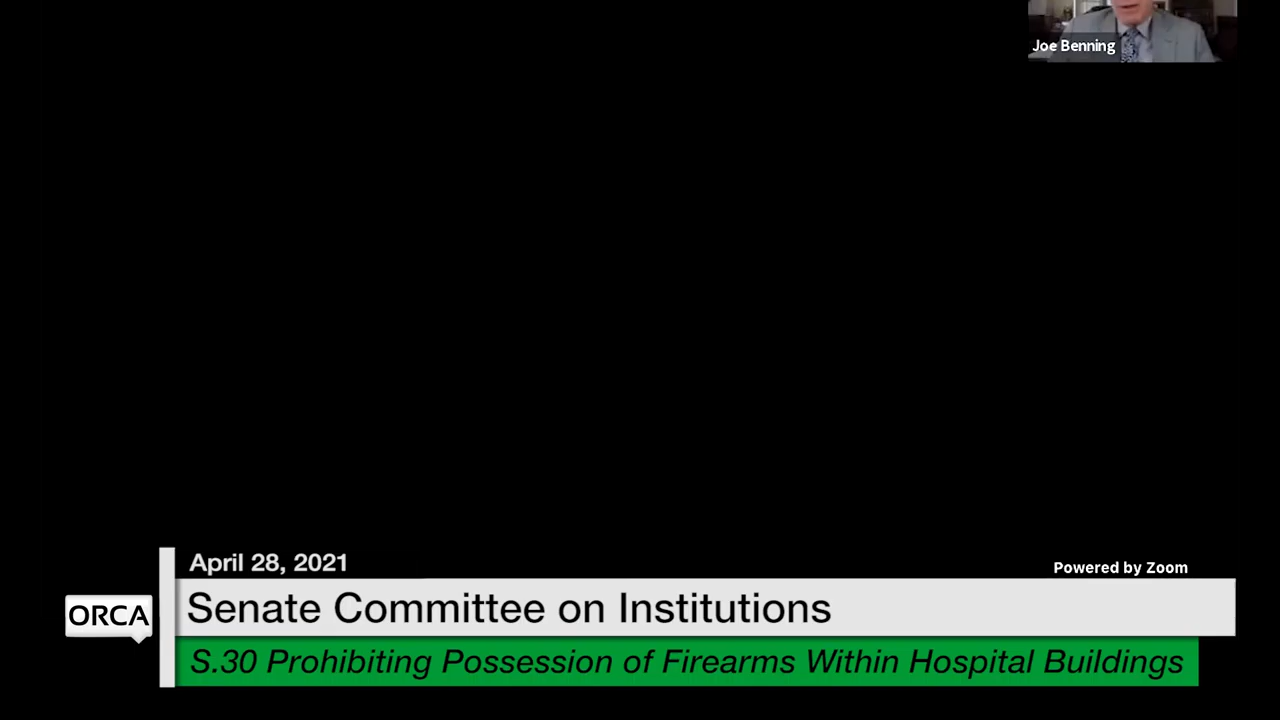 Joe Benning
April 28, 2021
Powered by Zoom
Senate Committee on Institutions
ORCA
S.30 Prohibiting Possession of Firearms Within Hospital Buildings